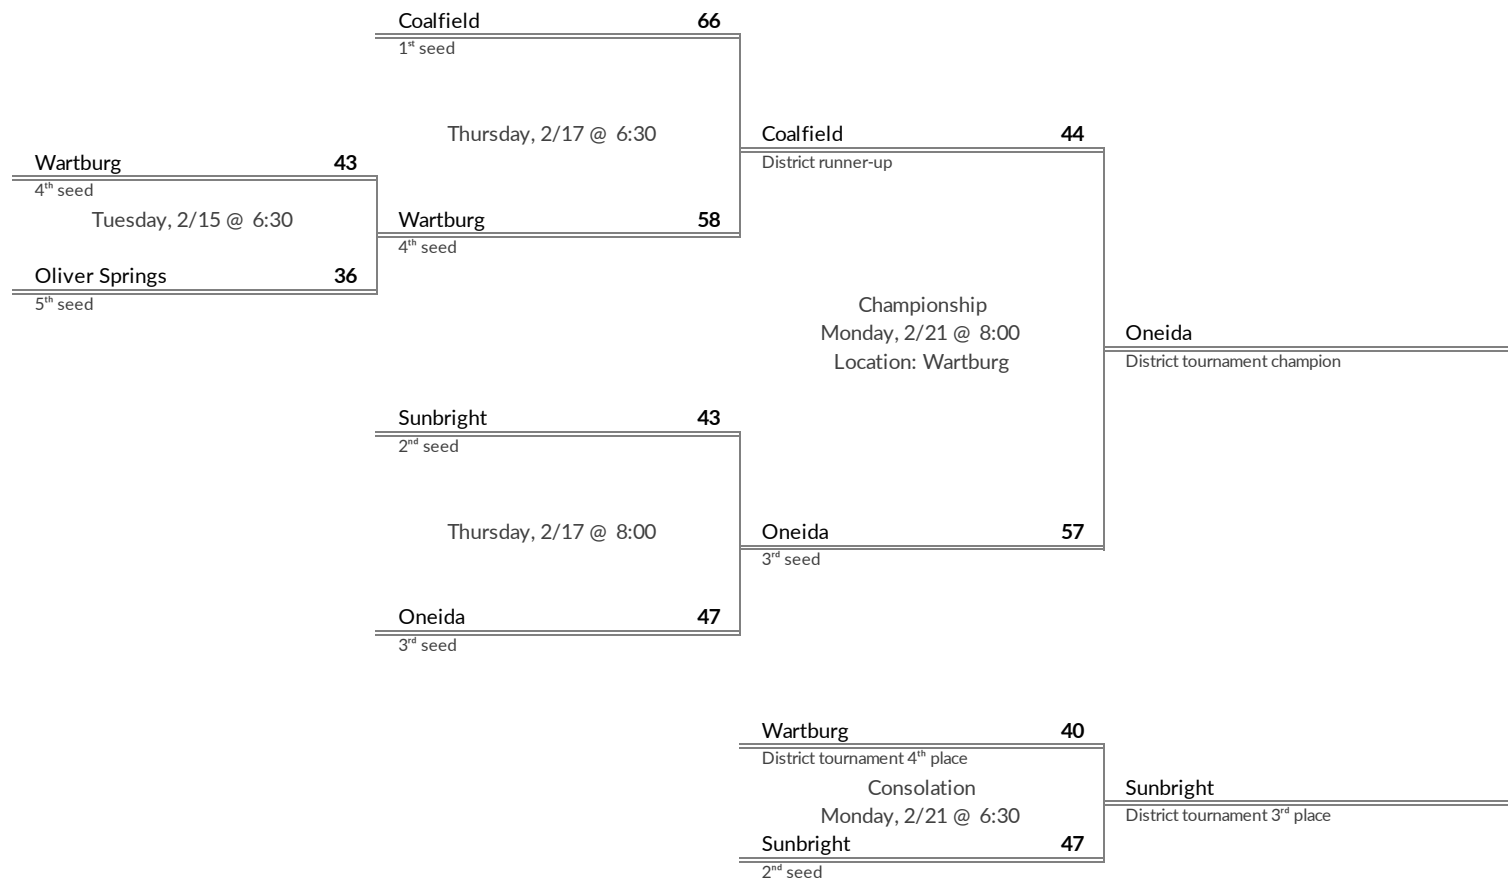 Coalfield 66
1st seed
Thursday, 2/17 @ 6:30
Coalfield 44
District runner-up
Wartburg 43
4th seed
Tuesday, 2/15 @ 6:30
Wartburg 58
4th seed
Oliver Springs 36
5th seed
Championship
Monday, 2/21 @ 8:00
Location: Wartburg
Oneida
District tournament champion
Sunbright 43
2nd seed
Thursday, 2/17 @ 8:00
Oneida 57
3rd seed
Oneida 47
3rd seed
Wartburg 40
District tournament 4th place
Consolation
Monday, 2/21 @ 6:30
Sunbright
District tournament 3rd place
Sunbright 47
2nd seed